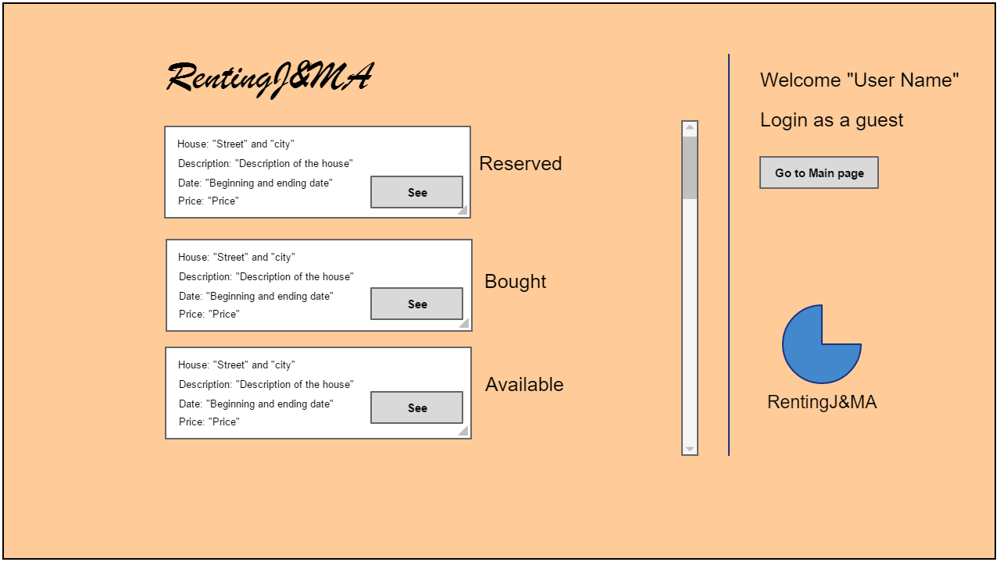 RentingJ&MA
House: "Street" and "city"
Description: "Description of the house"
Date: "Beginning and ending date"
Price: "Price"
See
Reserved
House: "Street" and "city"
Description: "Description of the house"
Date: "Beginning and ending date"
Price: "Price"
See
Bought
House: "Street" and "city"
Description: "Description of the house"
Date: "Beginning and ending date"
Price: "Price"
See
Available
Welcome "User Name"
Login as a guest
Go to Main page
RentingJ&MA